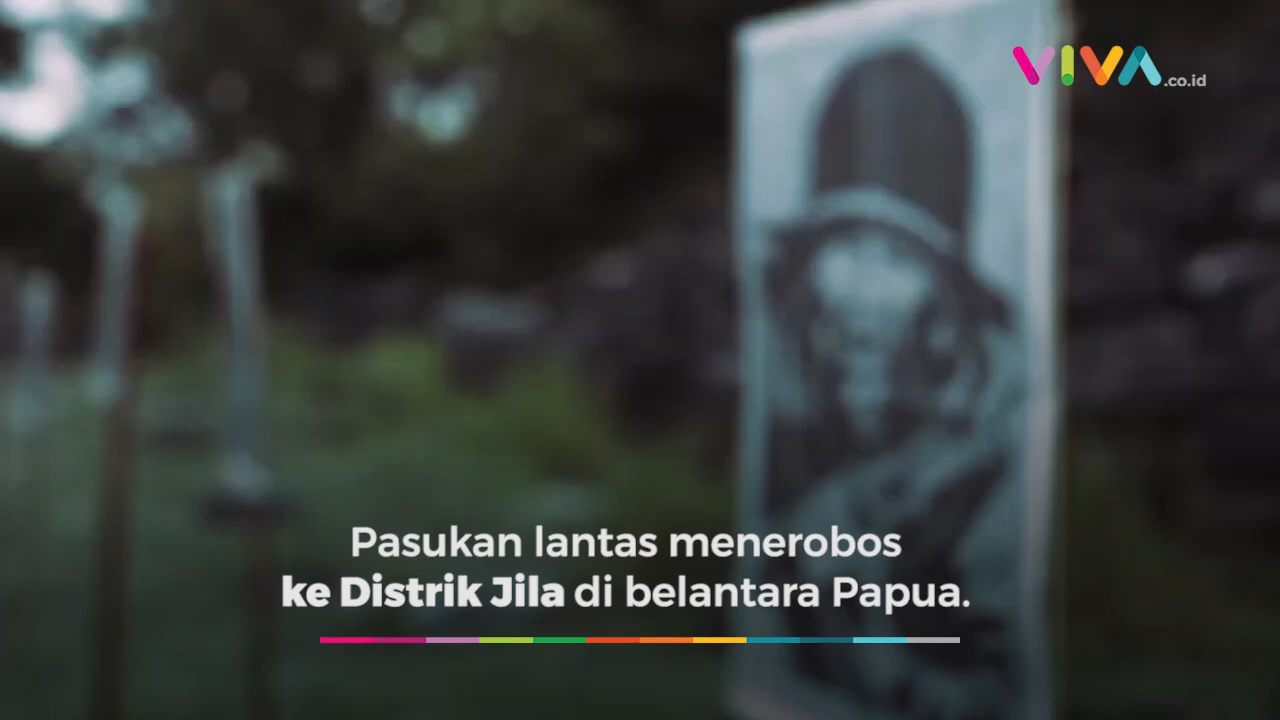 VIVA.co.id
Pasukan lantas menerobos
ke Distrik Jila di belantara Papua.